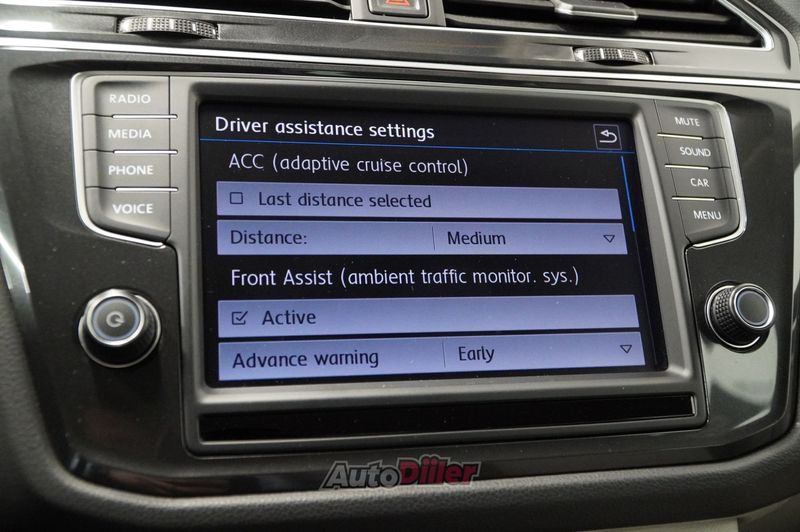 RADIO
MEDIA
PHONE
VOICE
Driver assistance settings
ACC (adaptive cruise control)
Last distance selected
Distance: Medium
Front Assist (ambient traffic monitor. sys.)
Active
Advance warning Early
MUTE
SOUND
CAR
MENU
AutoDiller